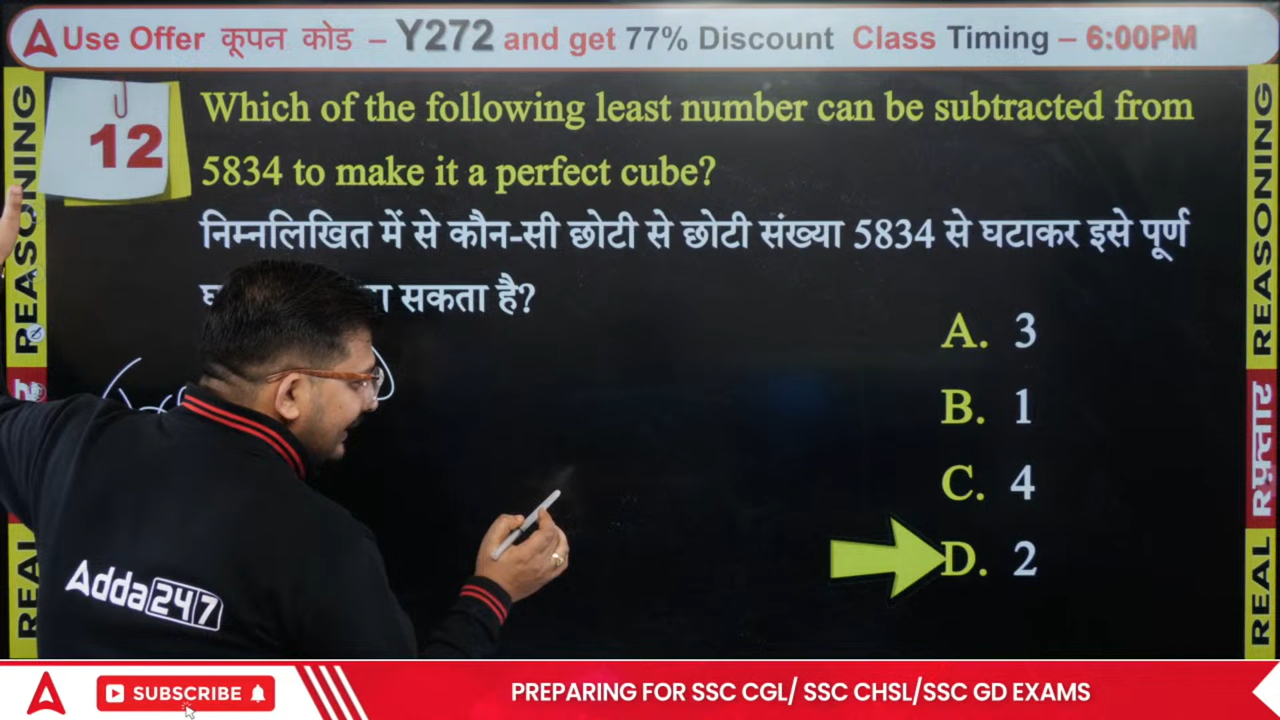 Use Offer कूपन कोड – Y272 and get 77% Discount Class Timing – 6:00PM
REASONING
12
Which of the following least number can be subtracted from
5834 to make it a perfect cube?
निम्नलिखित में से कौन-सी छोटी से छोटी संख्या 5834 से घटाकर इसे पूर्ण
सकता है?
A. 3
B. 1
C. 4
D. 2
Adda247
REAL
REASONING
रफ़्तार
REAL
SUBSCRIBE
PREPARING FOR SSC CGL/ SSC CHSL/SSC GD EXAMS